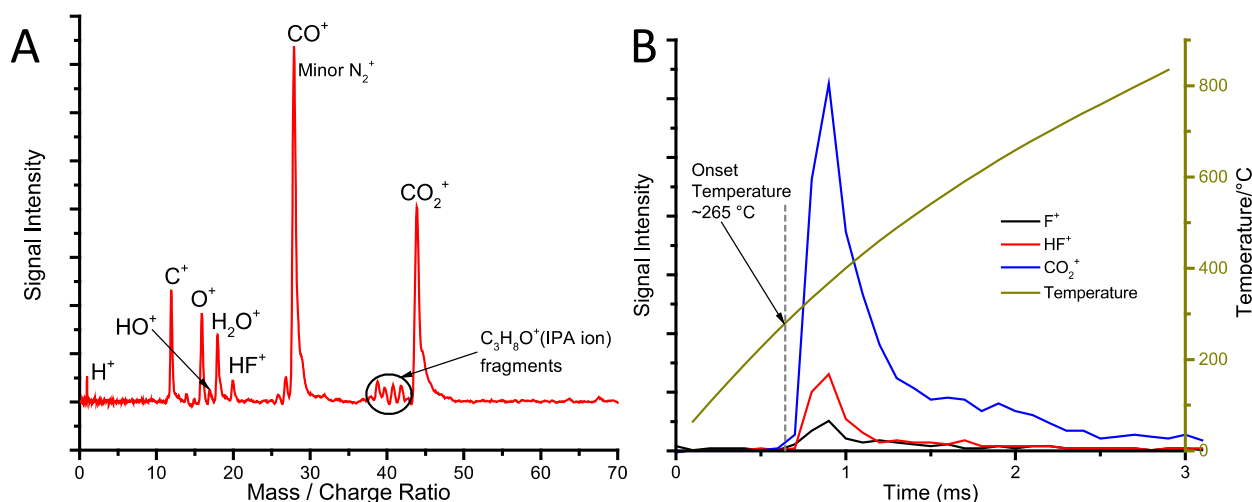 A
CO⁺
Minor N₂⁺
CO₂⁺
C⁺
O⁺
HO⁺
H₂O⁺
HF⁺
H⁺
C₃H₈O⁺(IPA ion)
fragments
Signal Intensity
0 10 20 30 40 50 60 70
Mass / Charge Ratio
B
Onset
Temperature
~265 °C
F⁺
HF⁺
CO₂⁺
Temperature
Signal Intensity
800
600
400
200
0
Temperature/°C
0 1 2 3
Time (ms)